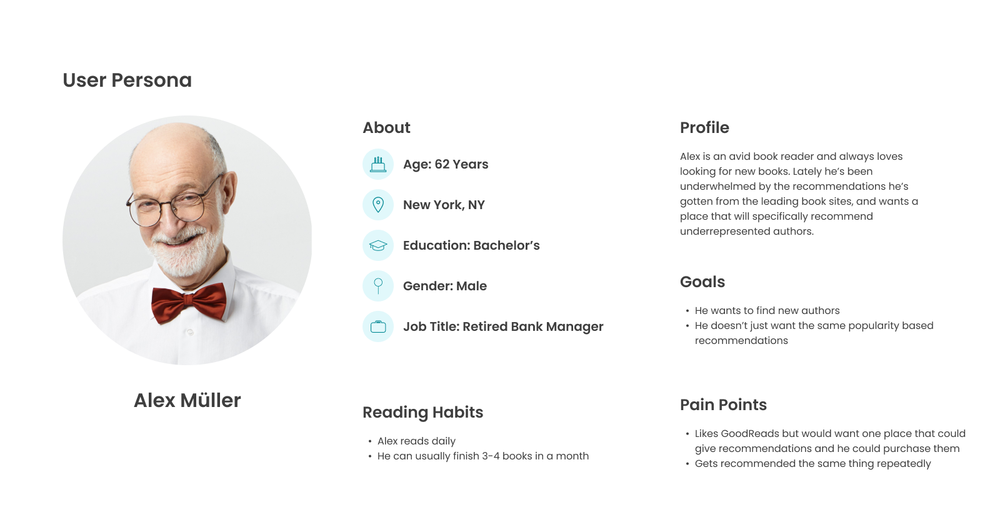 User Persona
Alex Müller
About
Age: 62 Years
New York, NY
Education: Bachelor’s
Gender: Male
Job Title: Retired Bank Manager
Reading Habits
• Alex reads daily
• He can usually finish 3-4 books in a month
Profile
Alex is an avid book reader and always loves
looking for new books. Lately he’s been
underwhelmed by the recommendations he’s
gotten from the leading book sites, and wants a
place that will specifically recommend
underrepresented authors.
Goals
• He wants to find new authors
• He doesn’t just want the same popularity based
recommendations
Pain Points
• Likes GoodReads but would want one place that could
give recommendations and he could purchase them
• Gets recommended the same thing repeatedly